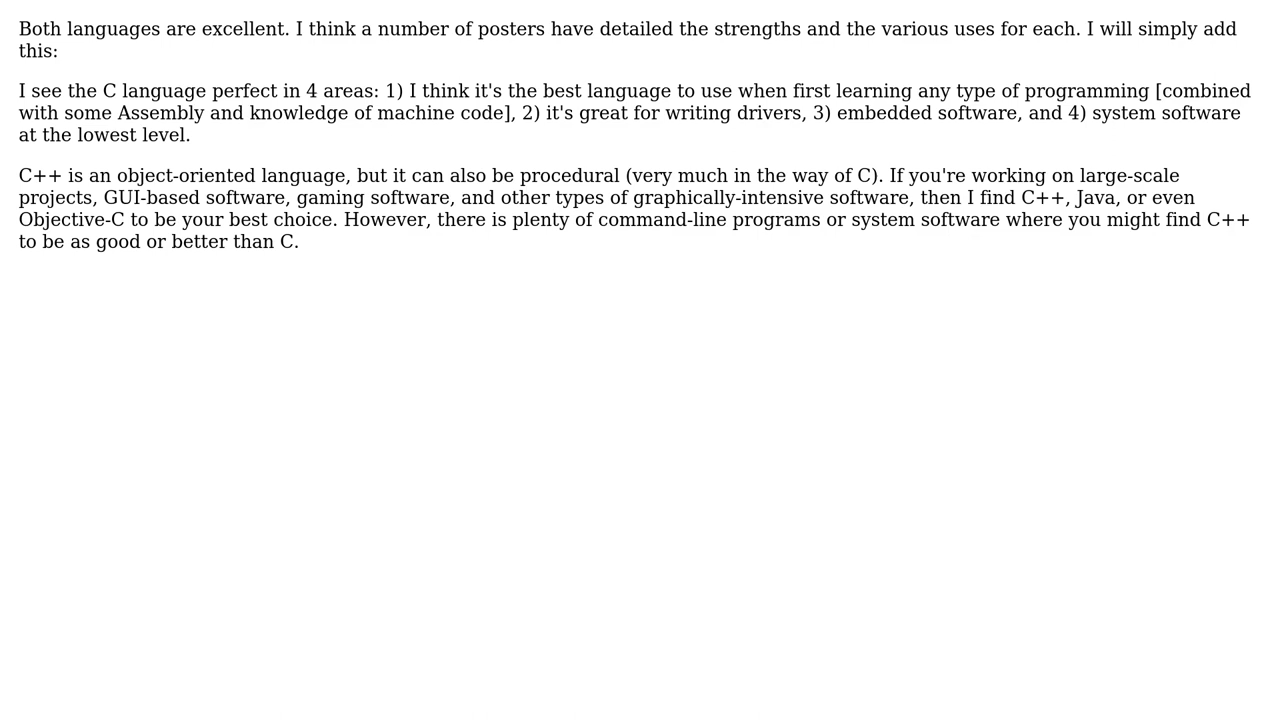 Both languages are excellent. I think a number of posters have detailed the strengths and the various uses for each. I will simply add
this:
I see the C language perfect in 4 areas: 1) I think it's the best language to use when first learning any type of programming [combined
with some Assembly and knowledge of machine code], 2) it's great for writing drivers, 3) embedded software, and 4) system software
at the lowest level.
C++ is an object-oriented language, but it can also be procedural (very much in the way of C). If you're working on large-scale
projects, GUI-based software, gaming software, and other types of graphically-intensive software, then I find C++, Java, or even
Objective-C to be your best choice. However, there is plenty of command-line programs or system software where you might find C++
to be as good or better than C.